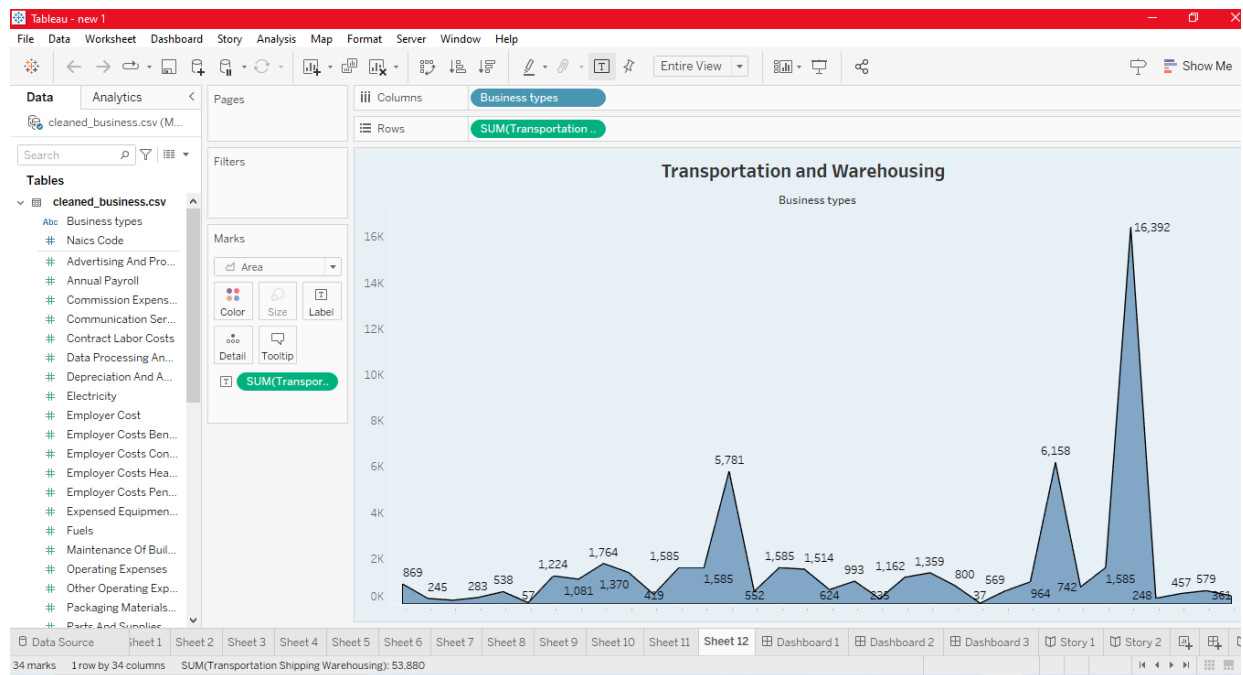 Tableau - new 1
File Data Worksheet Dashboard Story Analysis Map Format Server Window Help
Entire View
Show Me
Data Analytics
cleaned_business.csv (M...
Search
Tables
cleaned_business.csv
Abc Business types
# Naics Code
# Advertising And Pro...
# Annual Payroll
# Commission Expens...
# Communication Ser...
# Contract Labor Costs
# Data Processing An...
# Depreciation And A...
# Electricity
# Employer Cost
# Employer Costs Ben...
# Employer Costs Con...
# Employer Costs Hea...
# Employer Costs Pen...
# Expensed Equipmen...
# Fuels
# Maintenance Of Buil...
# Operating Expenses
# Other Operating Exp...
# Packaging Materials...
# Parts And Supplies
Pages
Filters
Marks
Area
Color Size Label
Detail Tooltip
SUM(Transpor..
Columns Business types
Rows SUM(Transportation ..
Transportation and Warehousing
Business types
16K
14K
12K
10K
8K
6K
4K
2K
0K
869
245
283
538
57
1,224
1,081
1,764
1,370
419
1,585
1,585
5,781
552
1,585
1,514
624
993
235
1,162
1,359
800
37
569
964
6,158
742
1,585
16,392
248
457
579
361
Data Source Sheet 1 Sheet 2 Sheet 3 Sheet 4 Sheet 5 Sheet 6 Sheet 7 Sheet 8 Sheet 9 Sheet 10 Sheet 11 Sheet 12 Dashboard 1 Dashboard 2 Dashboard 3 Story 1 Story 2
34 marks 1 row by 34 columns SUM(Transportation Shipping Warehousing): 53,880